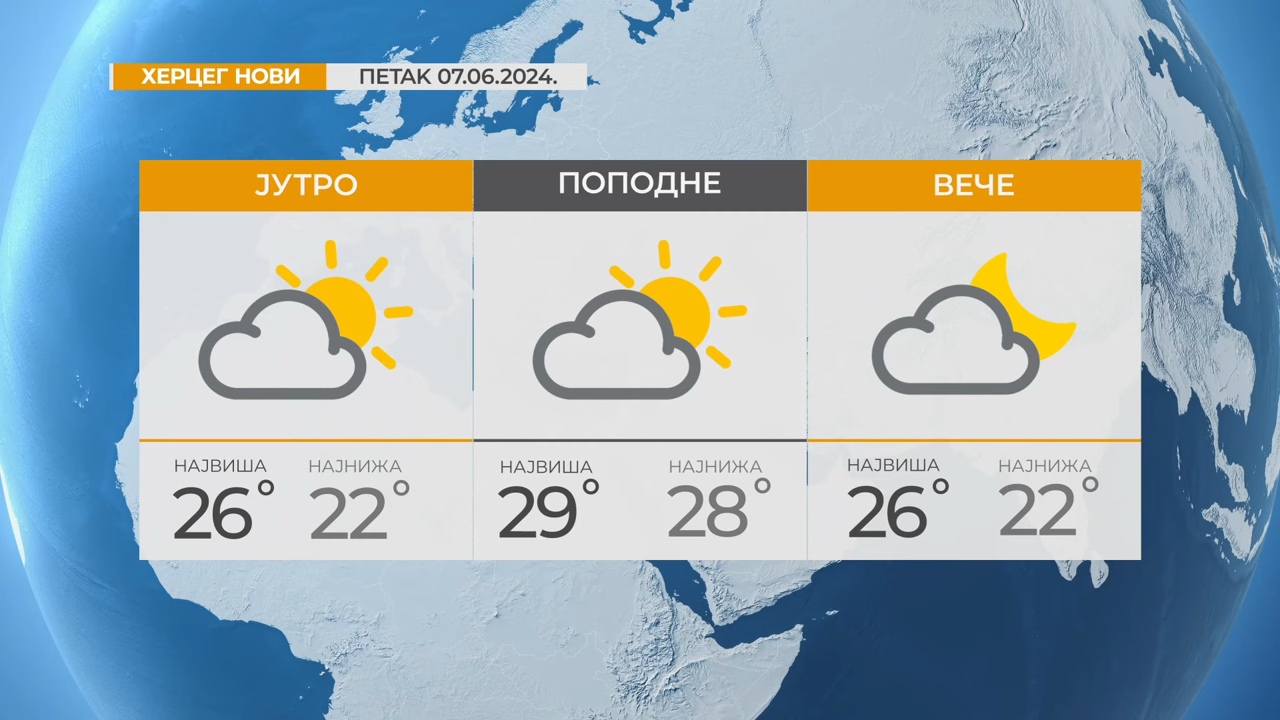 ХЕРЦЕГ НОВИ ПЕТАК 07.06.2024.
ЈУТРО
НАЈВИША НАЈНИЖА
26° 22°
ПОПОДНЕ
НАЈВИША НАЈНИЖА
29° 28°
ВЕЧЕ
НАЈВИША НАЈНИЖА
26° 22°